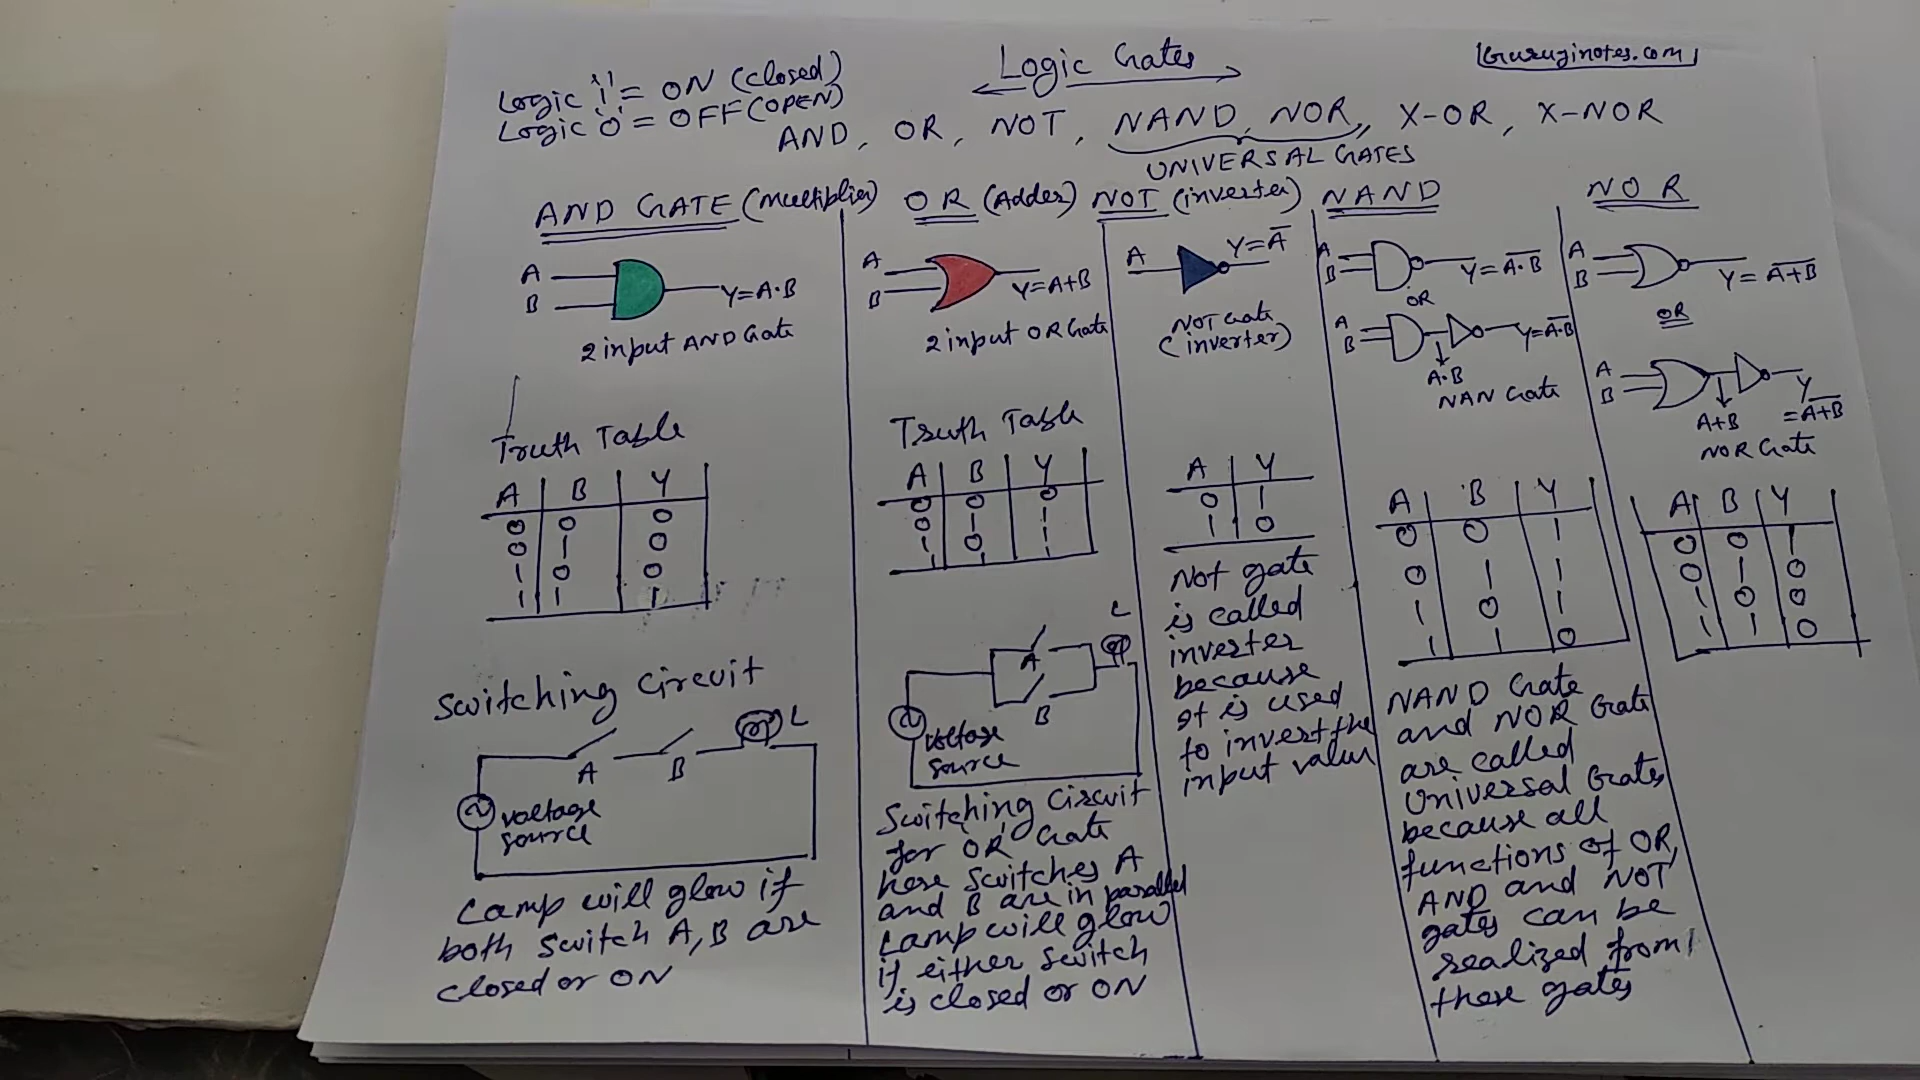 Logic '1' = ON (closed)
Logic '0' = OFF (OPEN)
Logic Gates
Guruginotes.com
AND, OR, NOT, NAND, NOR, X-OR, X-NOR
UNIVERSAL GATES
AND GATE (Multiplier)
A
B
Y=A·B
2 input AND Gate
Truth Table
A B Y
0 0 0
0 1 0
1 0 0
1 1 1
Switching Circuit
A B L
voltage
source
Lamp will glow if
both switch A, B are
closed or ON
OR (Adder)
A
B
Y=A+B
2 input OR Gate
Truth Table
A B Y
0 0 0
0 1 1
1 0 1
1 1 1
L
A
B
voltage
source
Switching Circuit
for OR Gate
here switches A
and B are in parallel
Lamp will glow
if either switch
is closed or ON
NOT (inverter)
A
Y=A̅
NOT Gate
(inverter)
A Y
0 1
1 0
Not gate
is called
inverter
because
It is used
to invert the
input value
NAND
A
B
Y=A̅·̅B̅
OR
A
B
Y=A̅·̅B̅
A·B
NAN Gate
A B Y
0 0 1
0 1 1
1 0 1
1 1 0
NAND Gate
and NOR Gate
are called
Universal Gates
because all
functions of OR,
AND and NOT
gates can be
realized from
these gates
NOR
A
B
Y= A̅+̅B̅
OR
A
B
Y
=A̅+̅B̅
A+B
NOR Gate
A B Y
0 0 1
0 1 0
1 0 0
1 1 0